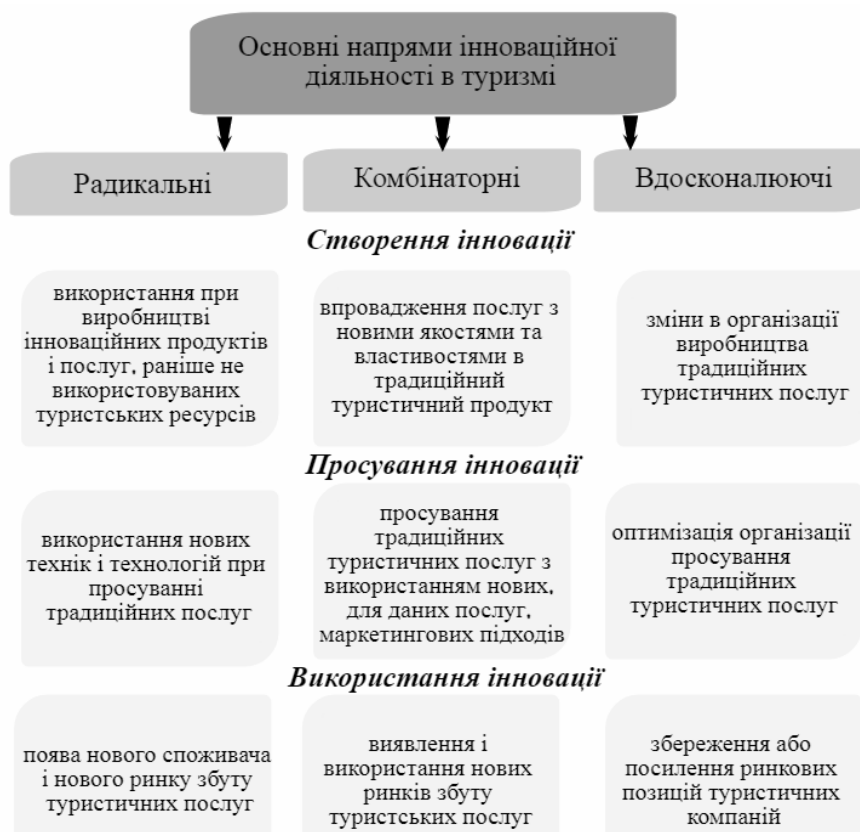 Основні напрями інноваційної
діяльності в туризмі
Радикальні
Комбінаторні
Вдосконалюючі
Створення інновації
використання при
виробництві
інноваційних продуктів
і послуг, раніше не
використовуваних
туристських ресурсів
впровадження послуг з
новими якостями та
властивостями в
традиційний
туристичний продукт
зміни в організації
виробництва
традиційних
туристичних послуг
Просування інновації
використання нових
технік і технологій при
просуванні
традиційних послуг
просування
традиційних
туристичних послуг з
використанням нових,
для даних послуг,
маркетингових підходів
оптимізація організації
просування
традиційних
туристичних послуг
Використання інновації
поява нового споживача
і нового ринку збуту
туристичних послуг
виявлення і
використання нових
ринків збуту
туристських послуг
збереження або
посилення ринкових
позицій туристичних
компаній